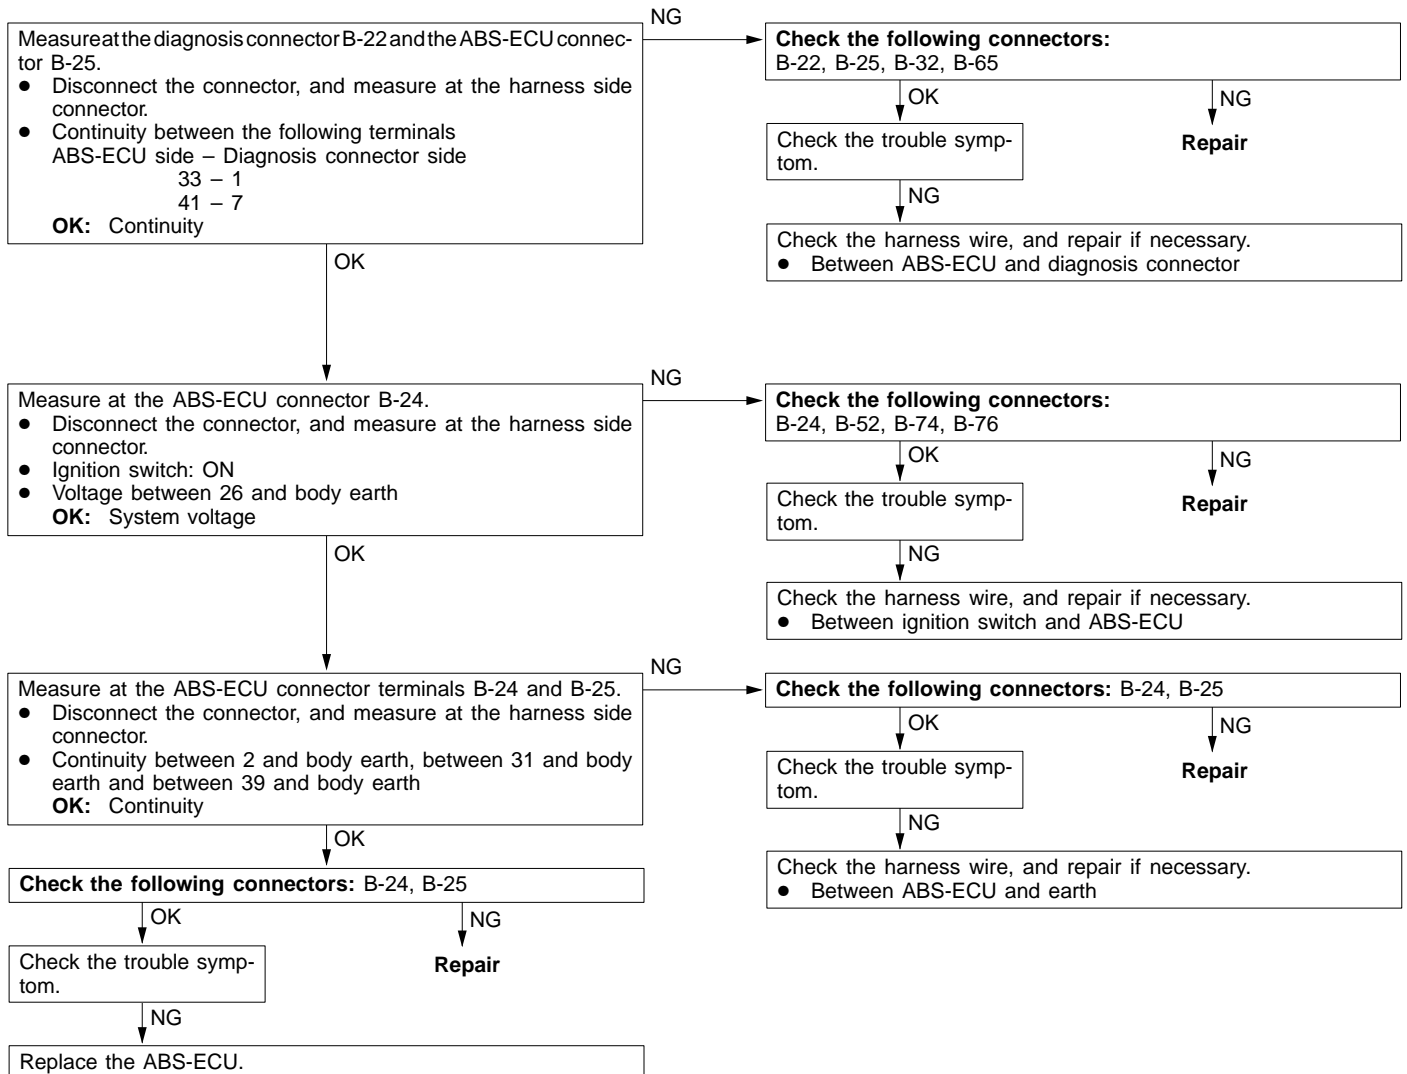 NG
Measure at the diagnosis connector B-22 and the ABS-ECU connec-
tor B-25.
● Disconnect the connector, and measure at the harness side
connector.
● Continuity between the following terminals
ABS-ECU side – Diagnosis connector side
33 – 1
41 – 7
OK: Continuity
Check the following connectors:
B-22, B-25, B-32, B-65
OK
NG
Check the trouble symp-
tom.
Repair
NG
Check the harness wire, and repair if necessary.
● Between ABS-ECU and diagnosis connector
OK
NG
Measure at the ABS-ECU connector B-24.
● Disconnect the connector, and measure at the harness side
connector.
● Ignition switch: ON
● Voltage between 26 and body earth
OK: System voltage
Check the following connectors:
B-24, B-52, B-74, B-76
OK
NG
Check the trouble symp-
tom.
Repair
NG
Check the harness wire, and repair if necessary.
● Between ignition switch and ABS-ECU
OK
NG
Measure at the ABS-ECU connector terminals B-24 and B-25.
● Disconnect the connector, and measure at the harness side
connector.
● Continuity between 2 and body earth, between 31 and body
earth and between 39 and body earth
OK: Continuity
Check the following connectors: B-24, B-25
OK
NG
Check the trouble symp-
tom.
Repair
NG
Check the harness wire, and repair if necessary.
● Between ABS-ECU and earth
OK
Check the following connectors: B-24, B-25
OK
NG
Check the trouble symp-
tom.
Repair
NG
Replace the ABS-ECU.